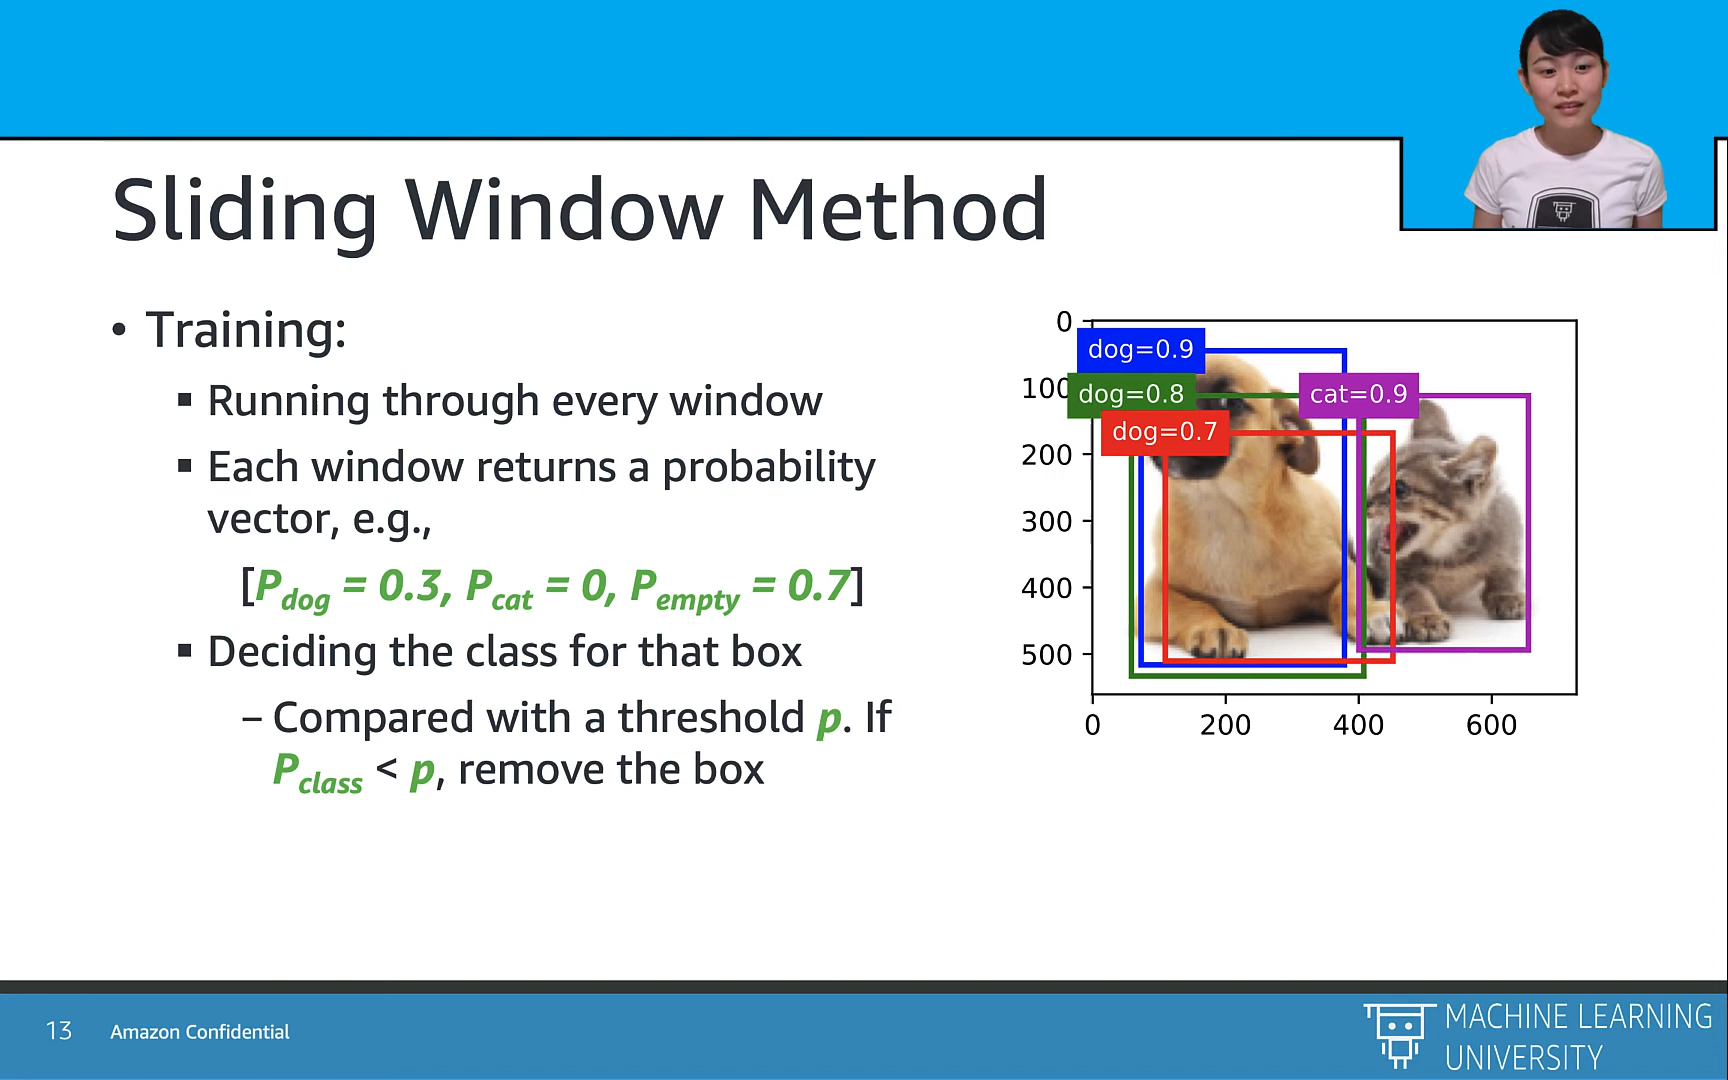 Sliding Window Method
• Training:
▪ Running through every window
▪ Each window returns a probability
vector, e.g.,
[Pdog = 0.3, Pcat = 0, Pempty = 0.7]
▪ Deciding the class for that box
– Compared with a threshold p. If
Pclass < p, remove the box
0
100
200
300
400
500
dog=0.9
dog=0.8
cat=0.9
dog=0.7
0 200 400 600
13 Amazon Confidential
MACHINE LEARNING
UNIVERSITY